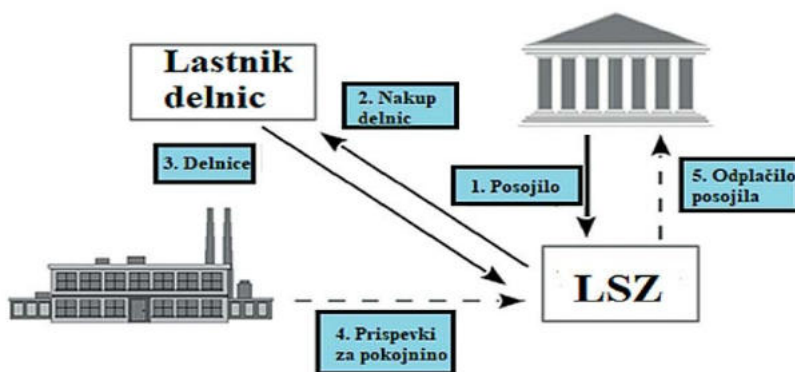 Lastnik
delnic
2. Nakup
delnic
3. Delnice
1. Posojilo
5. Odplačilo
posojila
LSZ
4. Prispevki
za pokojnino